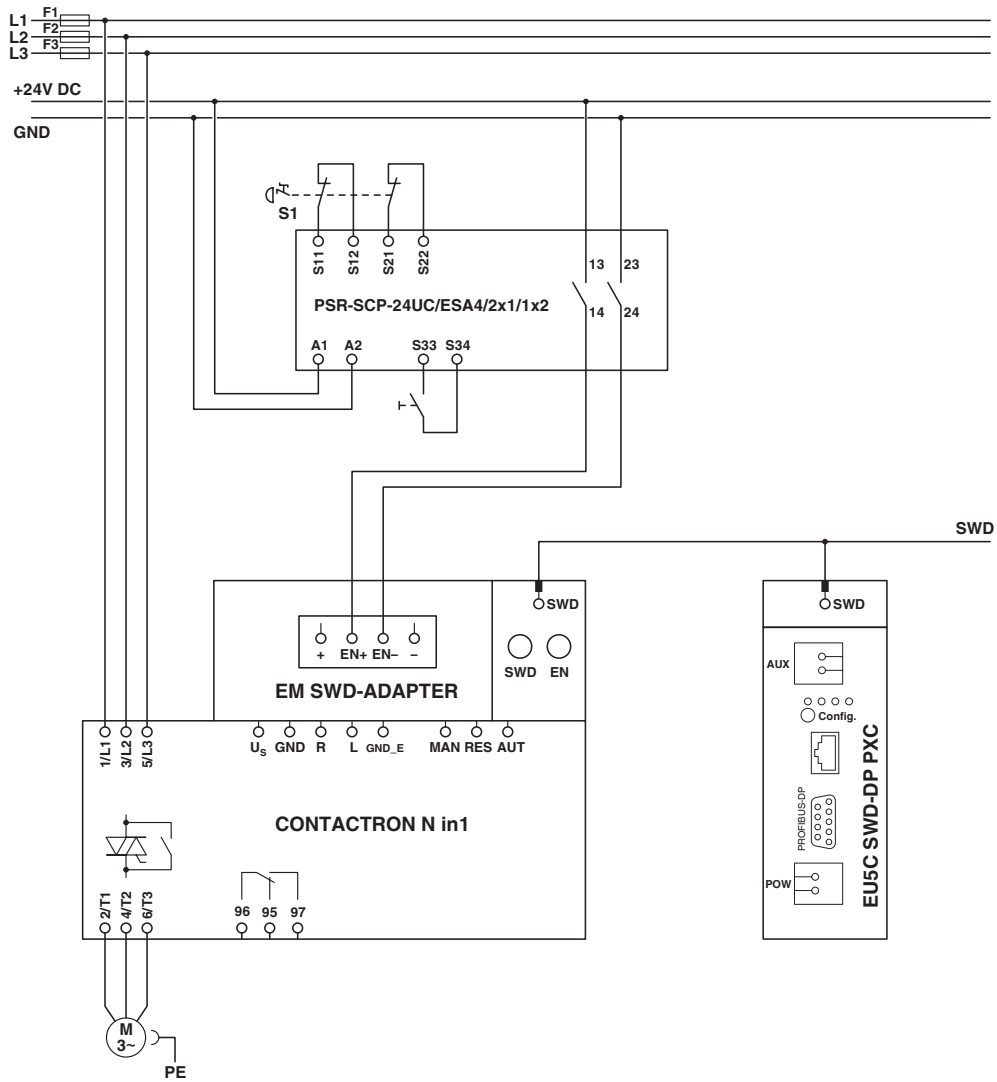 L1 F1
L2 F2
L3 F3
+24V DC
GND
S1
S11 S12 S21 S22
13 23
PSR-SCP-24UC/ESA4/2x1/1x2
14 24
A1 A2 S33 S34
SWD
SWD
SWD
+ EN+ EN– –
SWD EN
EM SWD-ADAPTER
AUX
Config.
1/L1 3/L2 5/L3
US GND R L GND_E MAN RES AUT
CONTACTRON N in1
PROFIBUS-DP
EU5C SWD-DP PXC
POW
2/T1 4/T2 6/T3
96 95 97
M
3~
PE